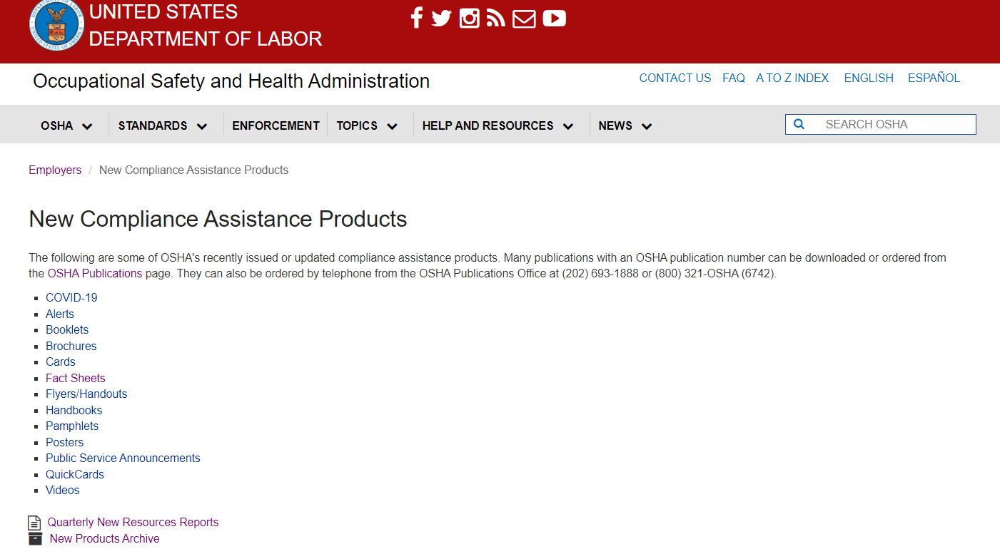 UNITED STATES
DEPARTMENT OF LABOR
Occupational Safety and Health Administration
CONTACT US FAQ A TO Z INDEX ENGLISH ESPAÑOL
OSHA STANDARDS ENFORCEMENT TOPICS HELP AND RESOURCES NEWS SEARCH OSHA
Employers / New Compliance Assistance Products
New Compliance Assistance Products
The following are some of OSHA's recently issued or updated compliance assistance products. Many publications with an OSHA publication number can be downloaded or ordered from
the OSHA Publications page. They can also be ordered by telephone from the OSHA Publications Office at (202) 693-1888 or (800) 321-OSHA (6742).
COVID-19
Alerts
Booklets
Brochures
Cards
Fact Sheets
Flyers/Handouts
Handbooks
Pamphlets
Posters
Public Service Announcements
QuickCards
Videos
Quarterly New Resources Reports
New Products Archive